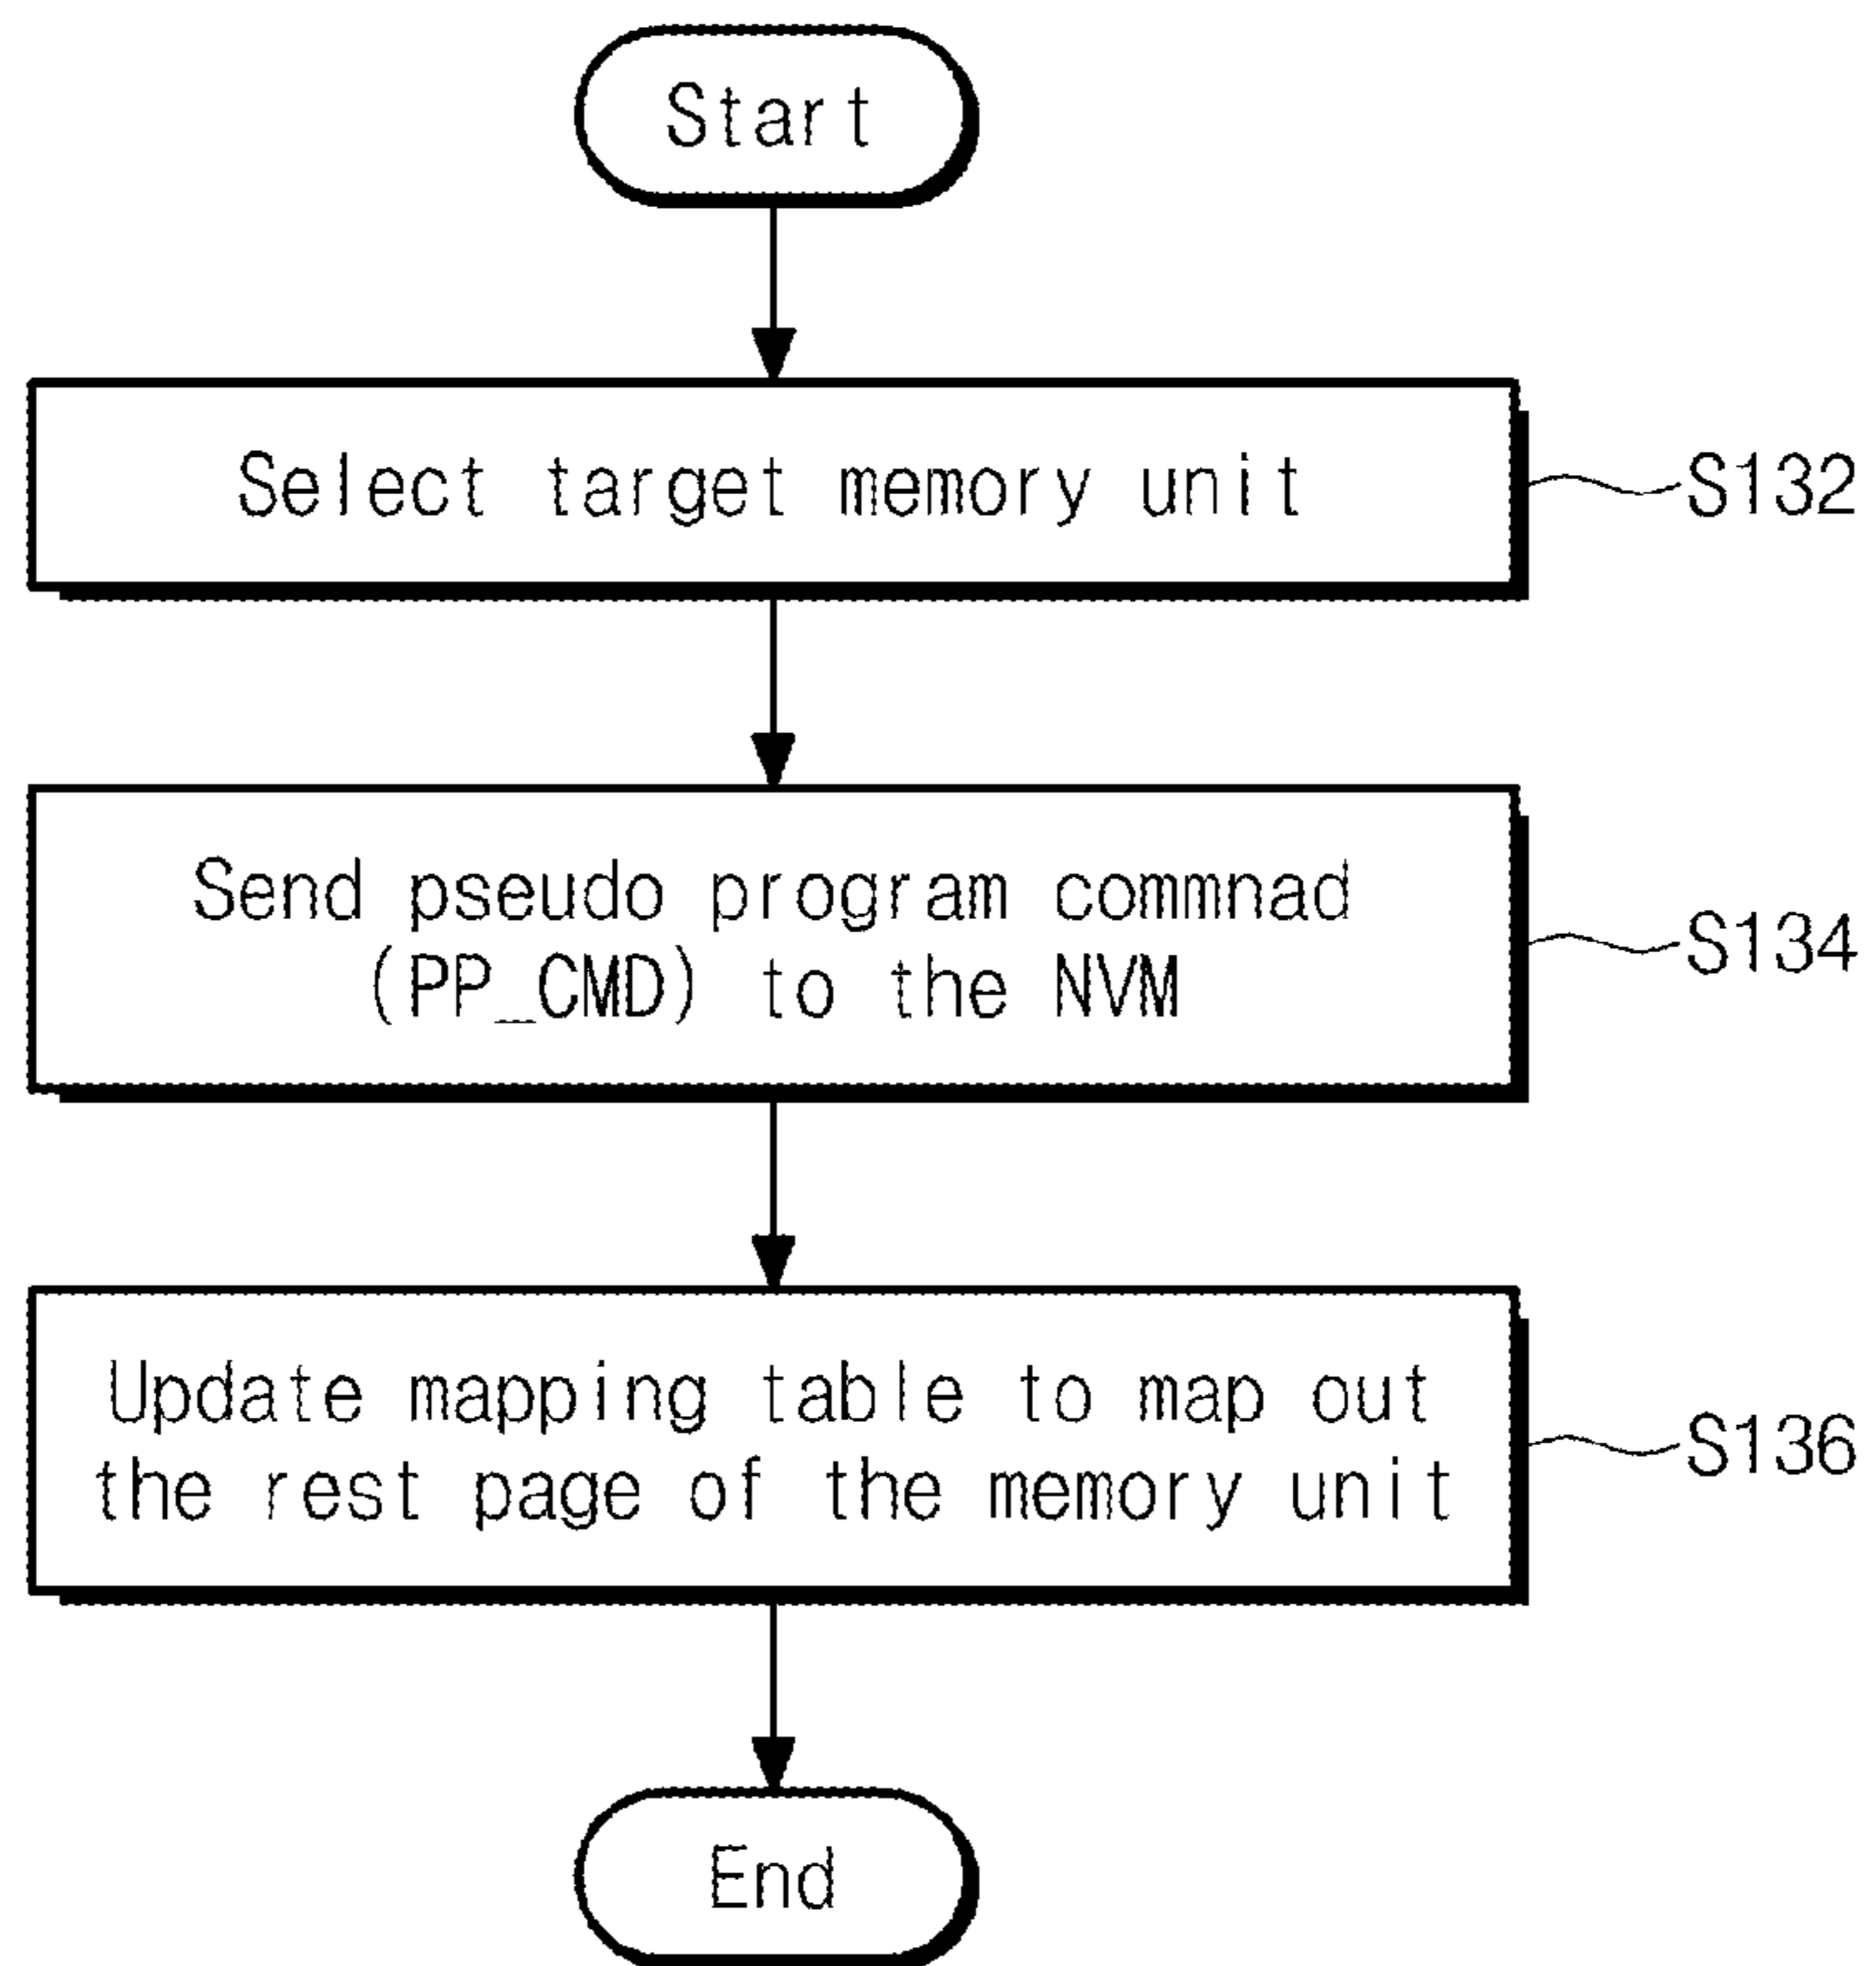 Start
Select target memory unit
S132
Send pseudo program commnad
(PP_CMD) to the NVM
S134
Update mapping table to map out
the rest page of the memory unit
S136
End